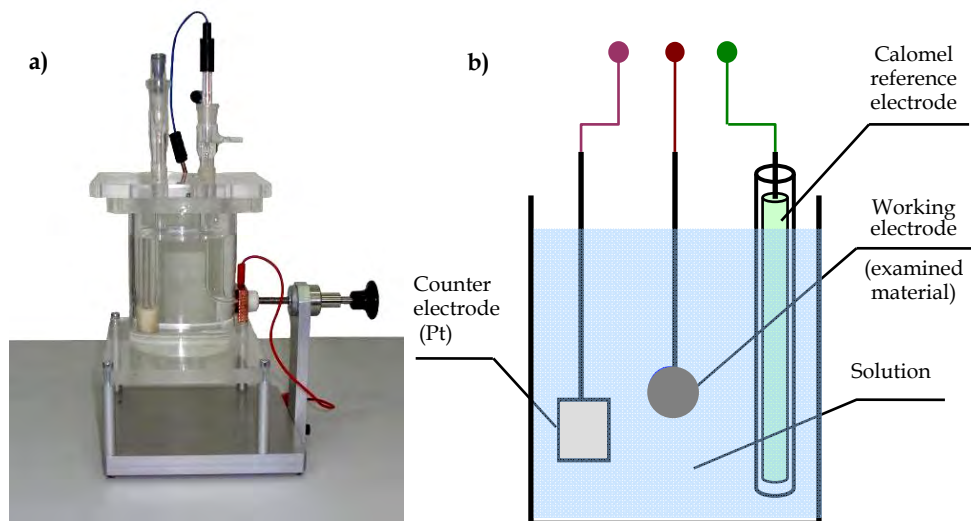 a)
b)
Calomel
reference
electrode
Working
electrode
(examined
material)
Counter
electrode
(Pt)
Solution